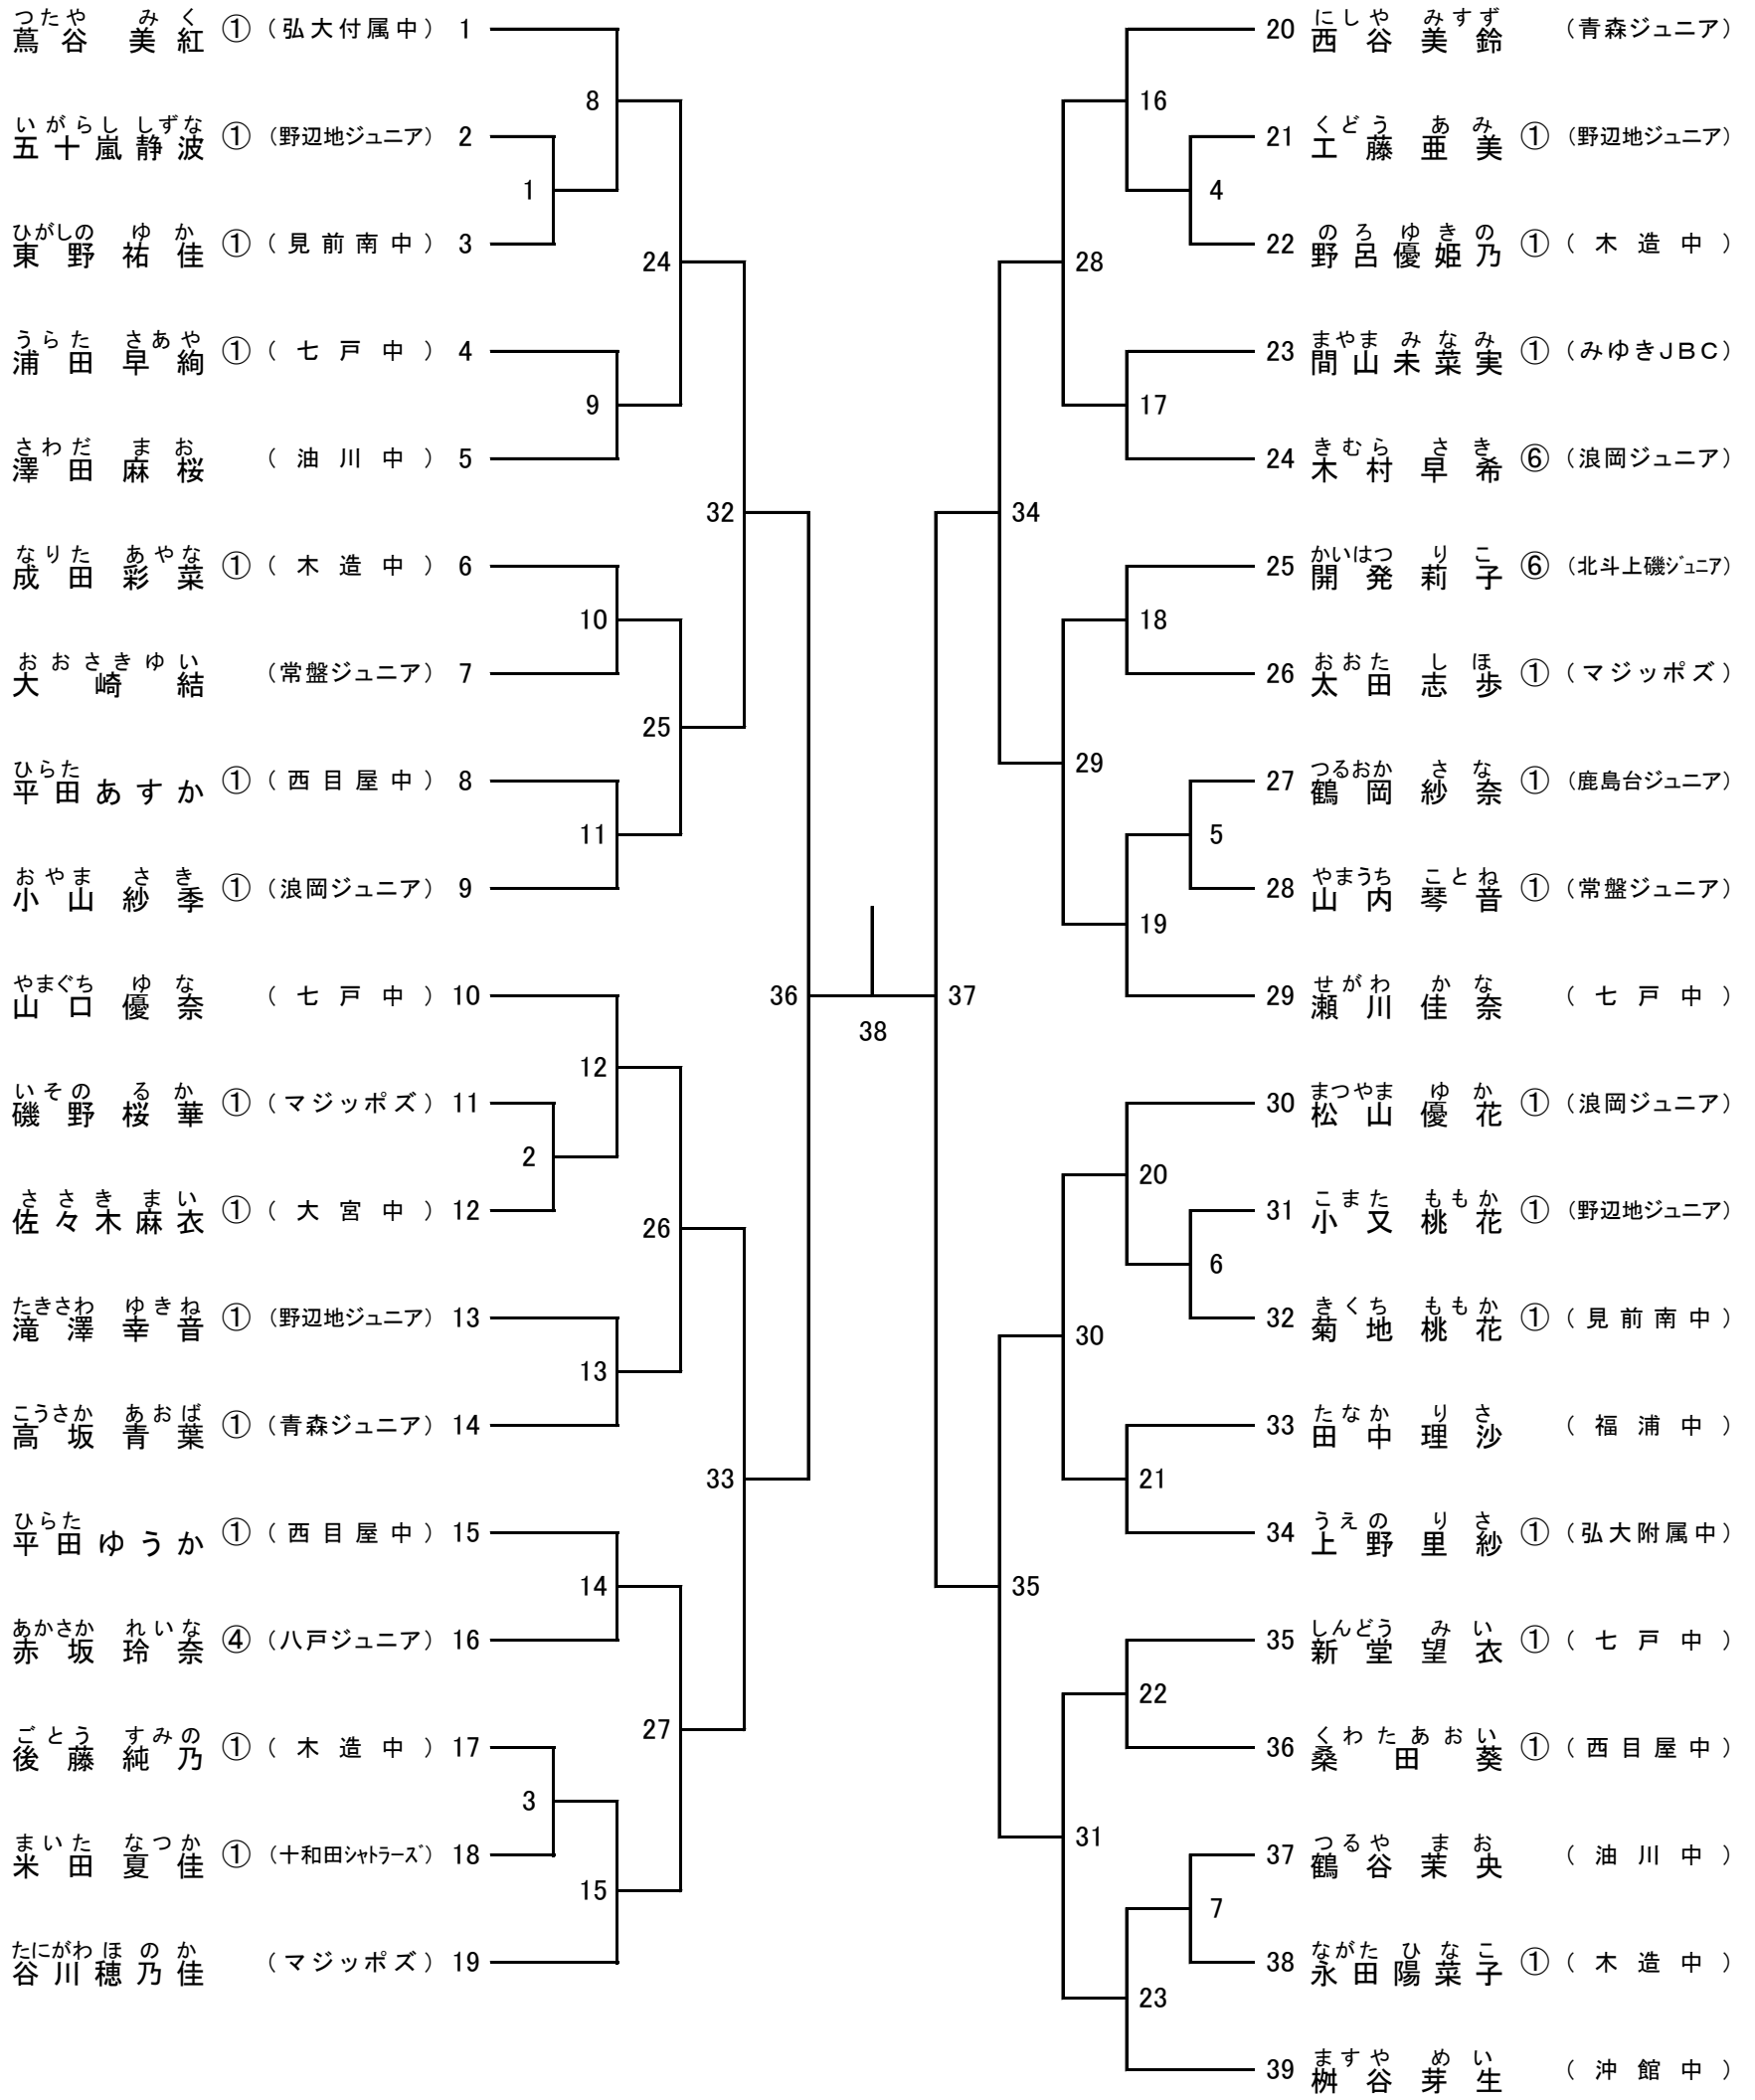 つたや みく
蔦谷 美紅 ① （弘大付属中） 1
いがらし しずな
五十嵐静波 ① （野辺地ジュニア） 2
ひがしの ゆか
東野 祐佳 ① （見前南中） 3
うらた さあや
浦田 早絢 ① （七戸中） 4
さわだ まお
澤田 麻桜 （油川中） 5
なりた あやな
成田 彩菜 ① （木造中） 6
おおさきゆい
大崎結 （常盤ジュニア） 7
ひらた
平田あすか ① （西目屋中） 8
おやま さき
小山 紗季 ① （浪岡ジュニア） 9
やまぐち ゆな
山口 優奈 （七戸中） 10
いその るか
磯野 桜華 ① （マジッポズ） 11
ささき まい
佐々木麻衣 ① （大宮中） 12
たきさわ ゆきね
滝澤 幸音 ① （野辺地ジュニア） 13
こうさか あおば
高坂 青葉 ① （青森ジュニア） 14
ひらた
平田ゆうか ① （西目屋中） 15
あかさか れいな
赤坂 玲奈 ④ （八戸ジュニア） 16
ごとう すみの
後藤 純乃 ① （木造中） 17
まいた なつか
米田 夏佳 ① （十和田シャトラーズ） 18
たにがわほのか
谷川穂乃佳 （マジッポズ） 19
1
2
3
8
9
10
11
12
13
14
15
24
25
26
27
32
33
36
38
37
34
35
28
29
30
31
16
17
18
19
20
21
22
23
4
5
6
7
にしや みすず
20 西谷 美鈴 （青森ジュニア）
くどう あみ
21 工藤 亜美 ① （野辺地ジュニア）
のろ ゆきの
22 野呂優姫乃 ① （木造中）
まやま みなみ
23 間山未菜実 ① （みゆきＪＢＣ）
きむら さき
24 木村 早希 ⑥ （浪岡ジュニア）
かいはつ りこ
25 開発 莉子 ⑥ （北斗上磯ジュニア）
おおた しほ
26 太田 志歩 ① （マジッポズ）
つるおか さな
27 鶴岡 紗奈 ① （鹿島台ジュニア）
やまうち ことね
28 山内 琴音 ① （常盤ジュニア）
せがわ かな
29 瀬川 佳奈 （七戸中）
まつやま ゆか
30 松山 優花 ① （浪岡ジュニア）
こまた ももか
31 小又 桃花 ① （野辺地ジュニア）
きくち ももか
32 菊地 桃花 ① （見前南中）
たなか りさ
33 田中 理沙 （福浦中）
うえの りさ
34 上野 里紗 ① （弘大附属中）
しんどう みい
35 新堂 望衣 ① （七戸中）
くわたあおい
36 桑田葵 ① （西目屋中）
つるや まお
37 鶴谷 茉央 （油川中）
ながた ひなこ
38 永田陽菜子 ① （木造中）
ますや めい
39 桝谷 芽生 （沖館中）